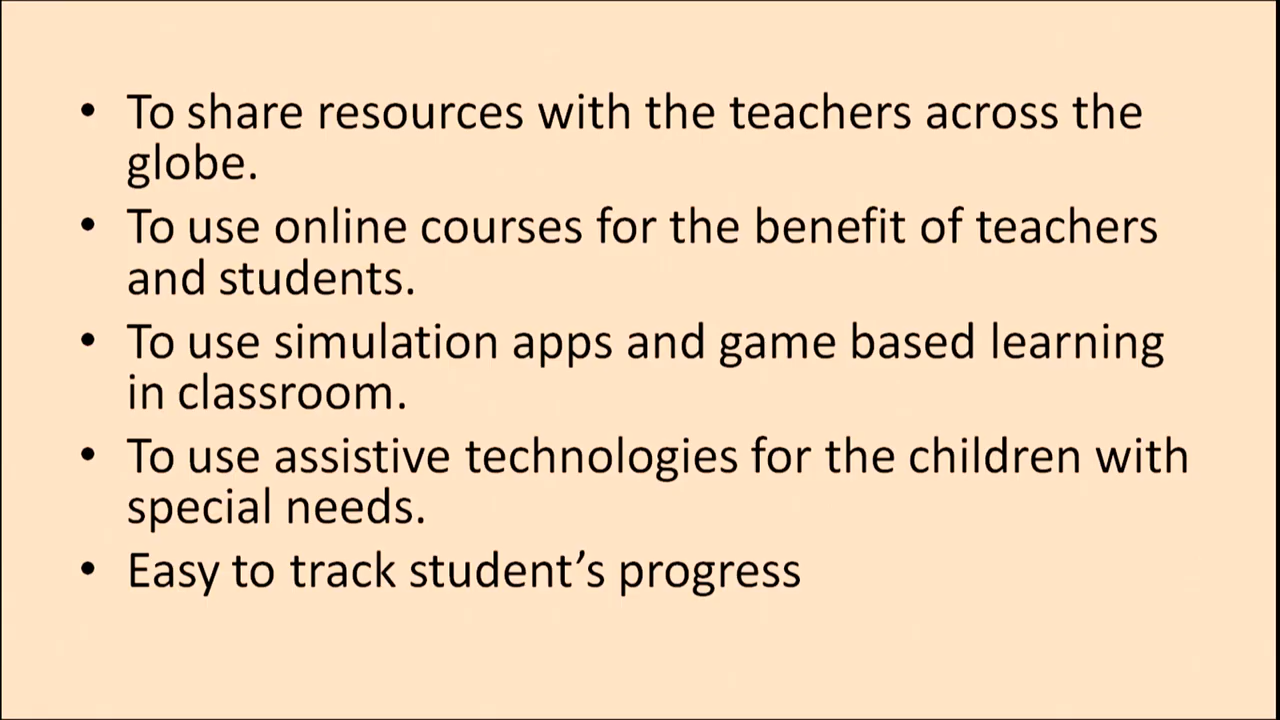 • To share resources with the teachers across the
globe.
• To use online courses for the benefit of teachers
and students.
• To use simulation apps and game based learning
in classroom.
• To use assistive technologies for the children with
special needs.
• Easy to track student’s progress